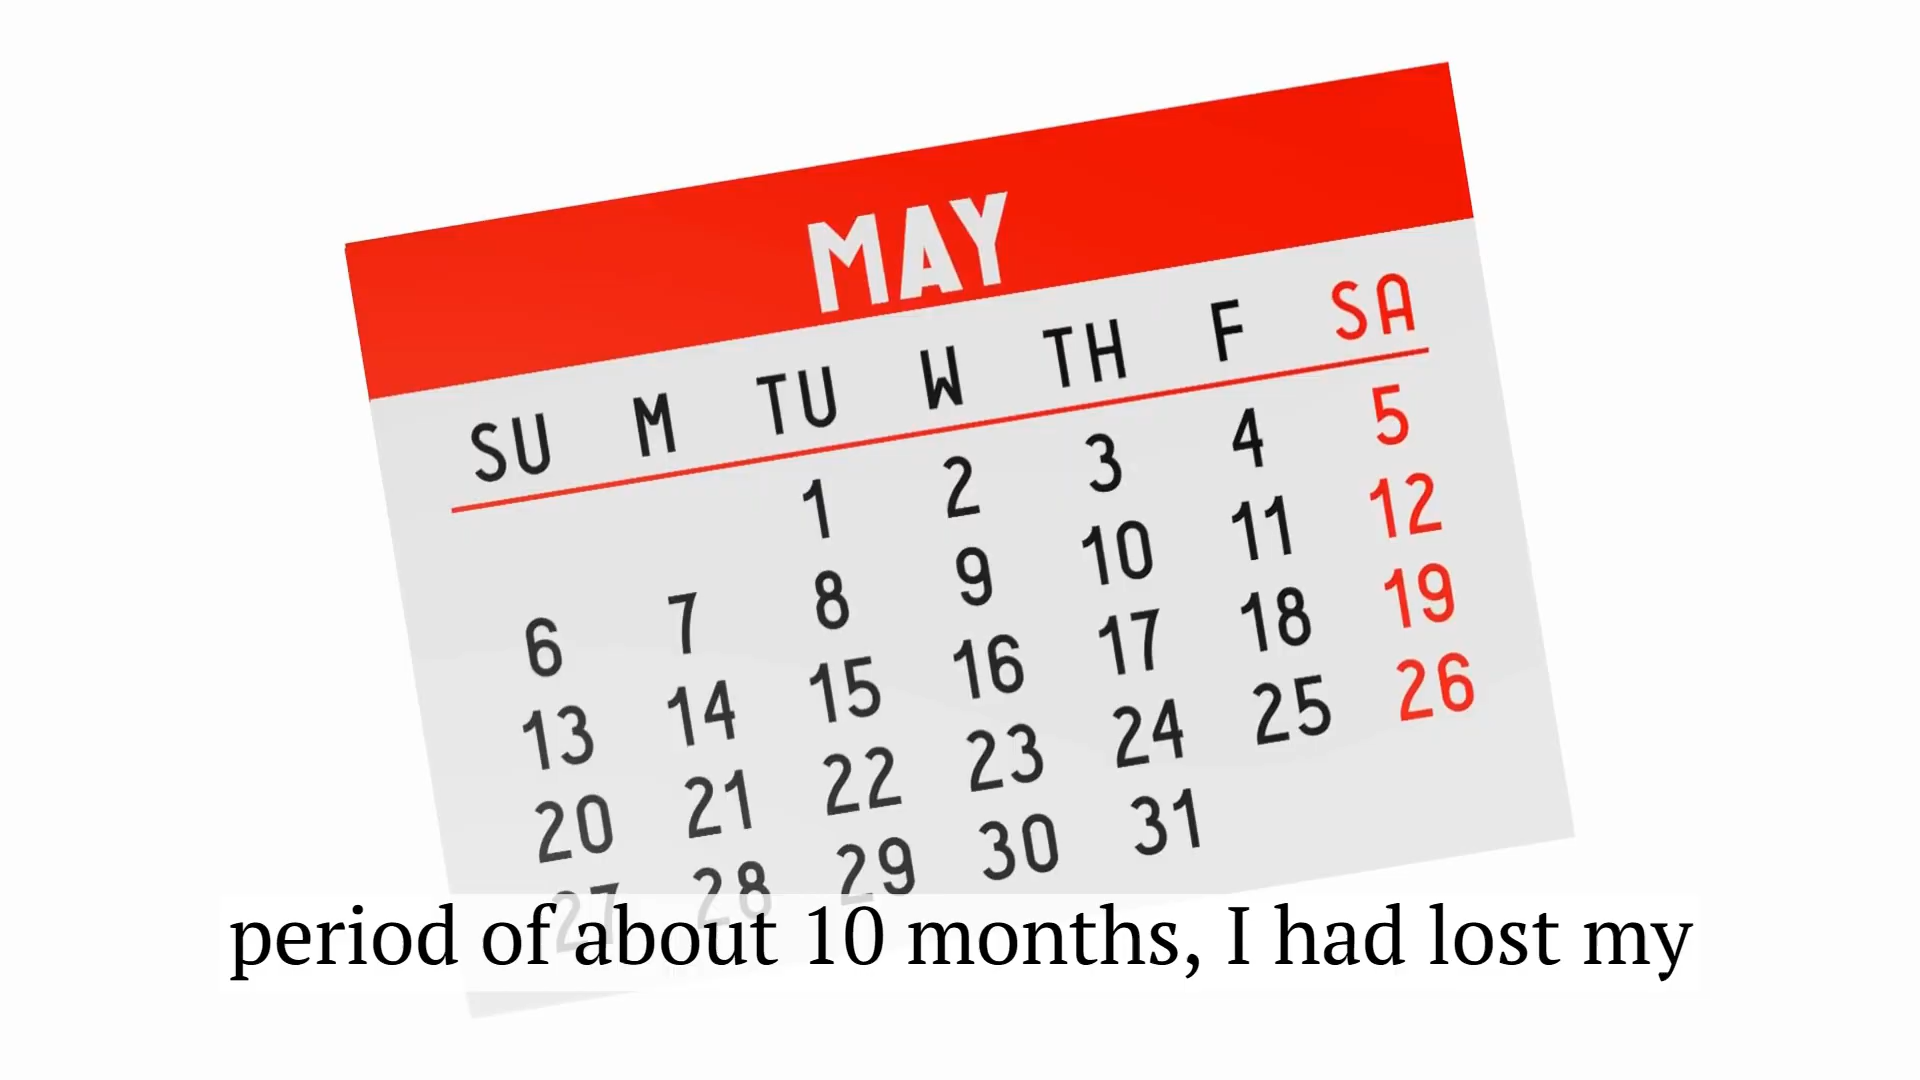 MAY
SU M TU W TH F SA
1 2 3 4 5
6 7 8 9 10 11 12
13 14 15 16 17 18 19
20 21 22 23 24 25 26
27 28 29 30 31
period of about 10 months, I had lost my